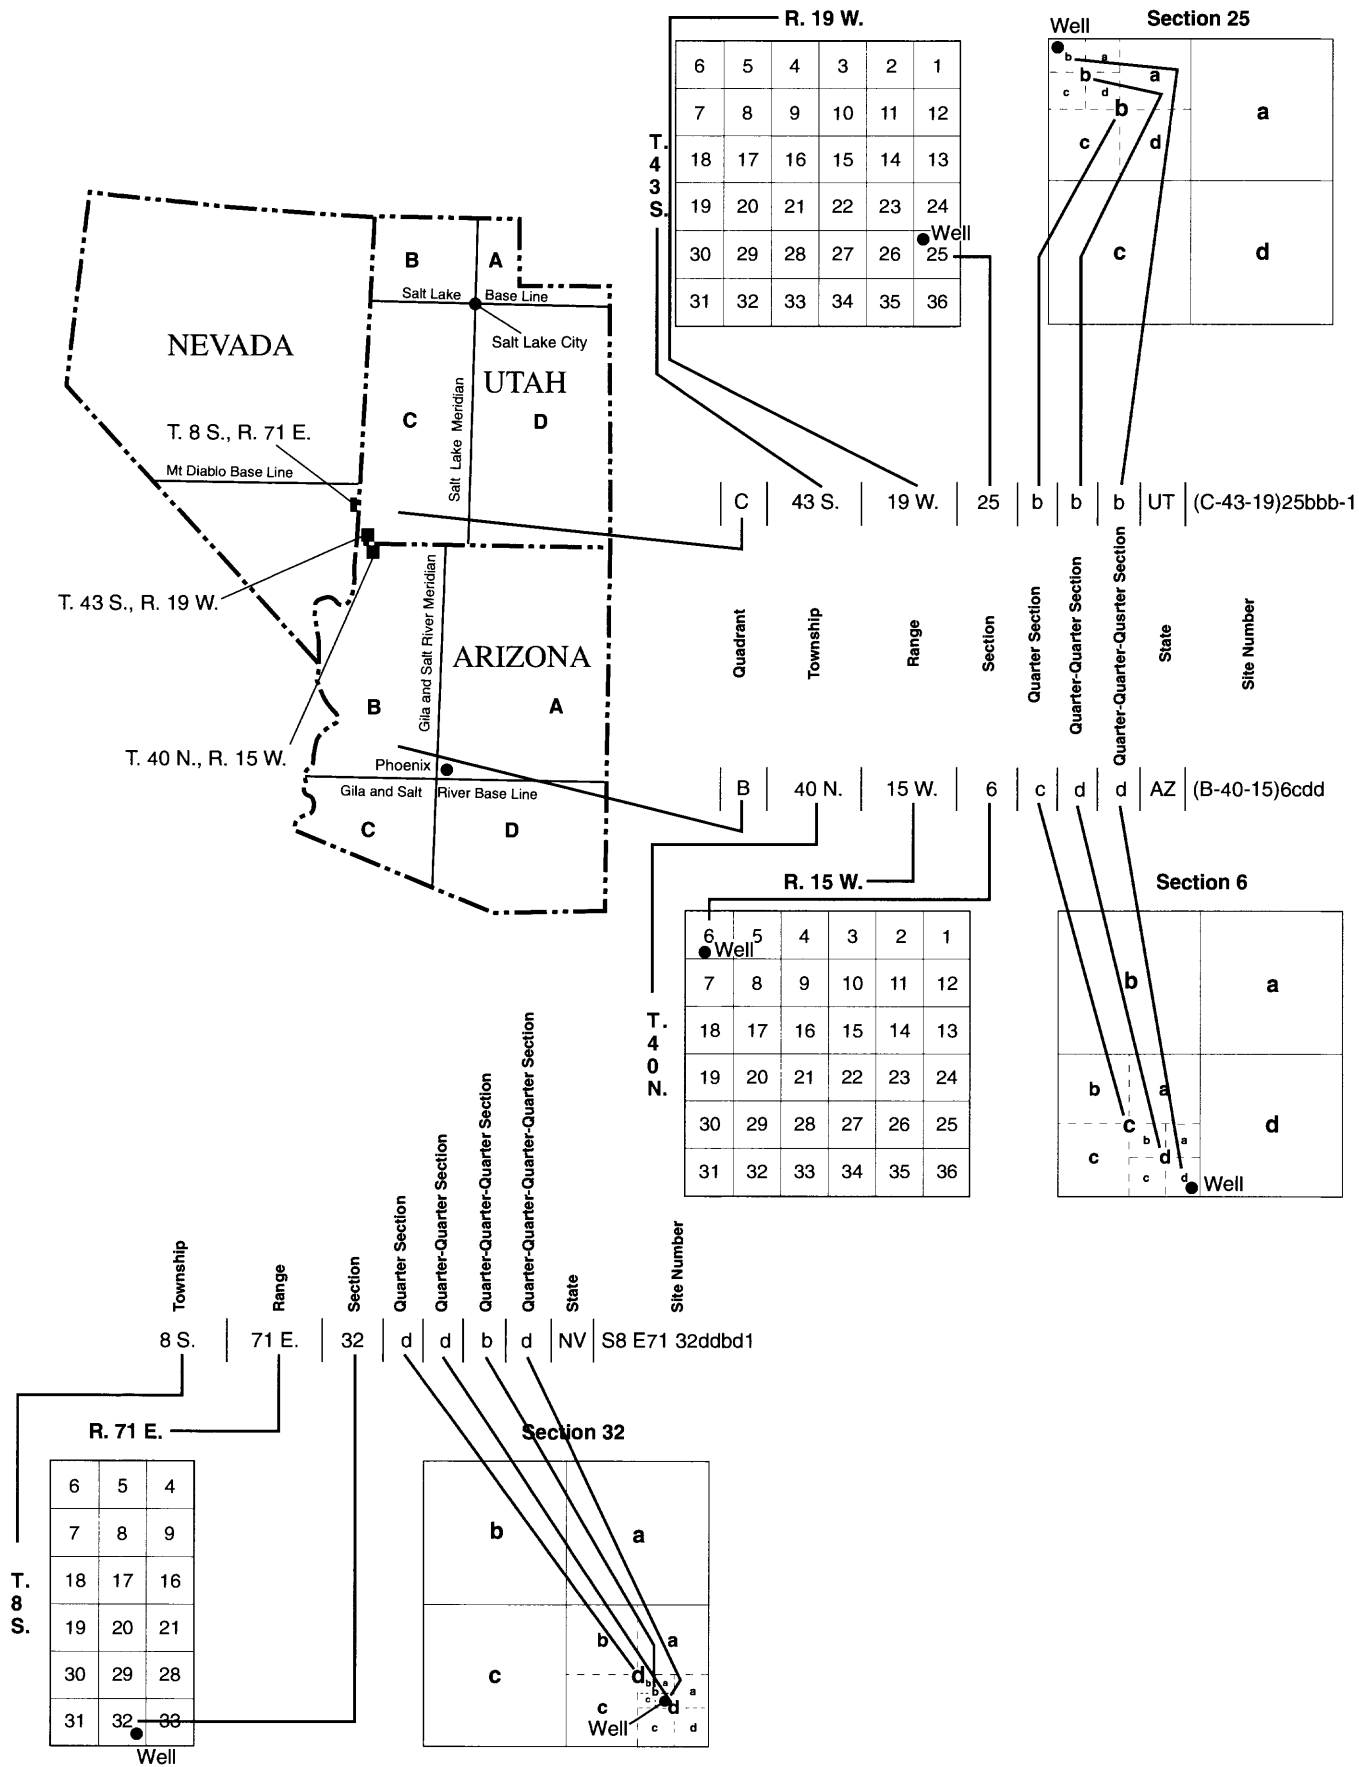 R. 19 W.
T. 43 S.
6 5 4 3 2 1
7 8 9 10 11 12
18 17 16 15 14 13
19 20 21 22 23 24
Well
30 29 28 27 26 25
31 32 33 34 35 36
Section 25
Well
b a
b a
c d
b
c d
a
c
d
NEVADA
B A
Salt Lake Base Line
Salt Lake City
UTAH
C
D
Salt Lake Meridian
T. 8 S., R. 71 E.
Mt Diablo Base Line
T. 43 S., R. 19 W.
T. 40 N., R. 15 W.
Gila and Salt River Meridian
ARIZONA
B
A
Phoenix
Gila and Salt River Base Line
C
D
C 43 S. 19 W. 25 b b b UT (C-43-19)25bbb-1
Quadrant
Township
Range
Section
Quarter Section
Quarter-Quarter Section
Quarter-Quarter-Qusrter Section
State
Site Number
B 40 N. 15 W. 6 c d d AZ (B-40-15)6cdd
R. 15 W.
T. 40 N.
6 5 4 3 2 1
Well
7 8 9 10 11 12
18 17 16 15 14 13
19 20 21 22 23 24
30 29 28 27 26 25
31 32 33 34 35 36
Section 6
b
a
b a
c
b a
c d
c d
d
Well
Township
Range
Section
Quarter Section
Quarter-Quarter Section
Quarter-Quarter-Quarter Section
Quarter-Quarter-Quarter-Quarter Section
State
Site Number
8 S. 71 E. 32 d d b d NV S8 E71 32ddbd1
R. 71 E.
T. 8 S.
6 5 4
7 8 9
18 17 16
19 20 21
30 29 28
31 32 33
Well
Section 32
b
a
c
b a
d
b a
b a
c
c d
c d
Well